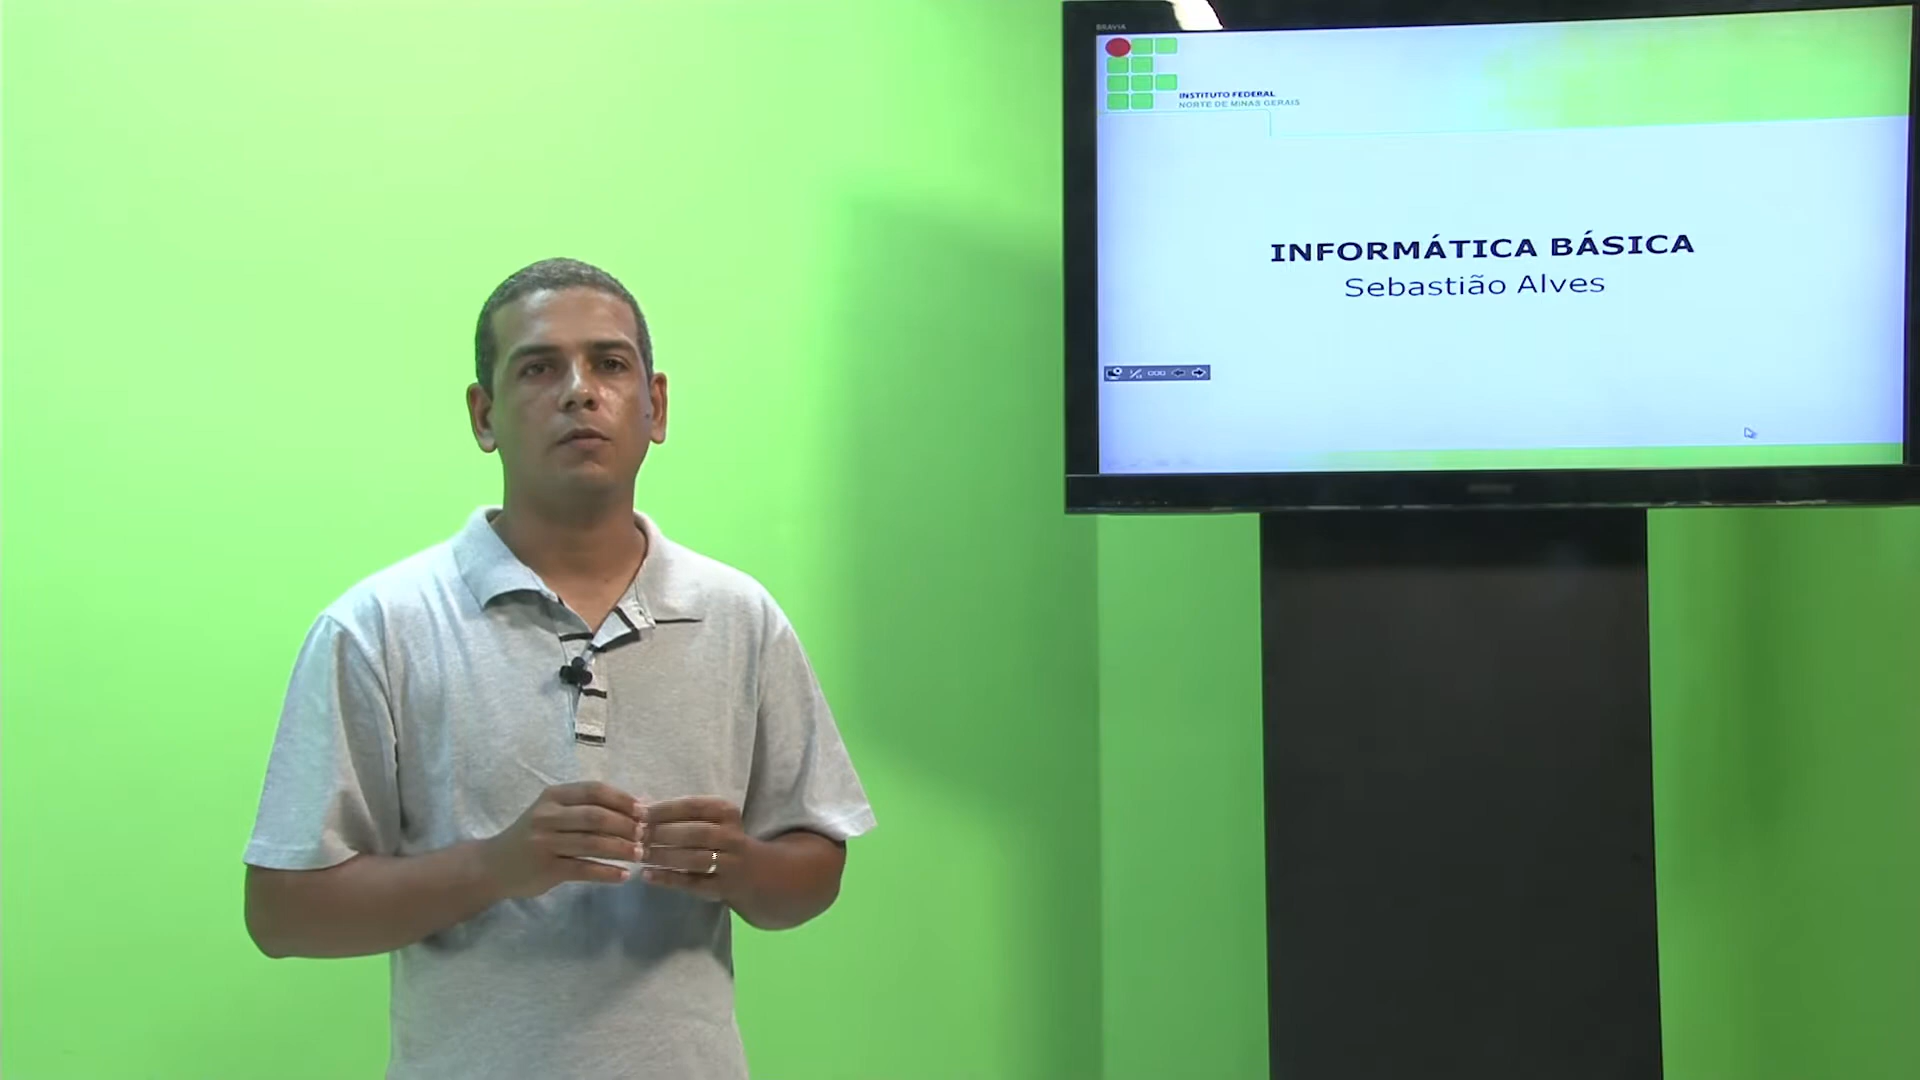 BRAVIA
INSTITUTO FEDERAL
NORTE DE MINAS GERAIS
INFORMÁTICA BÁSICA
Sebastião Alves